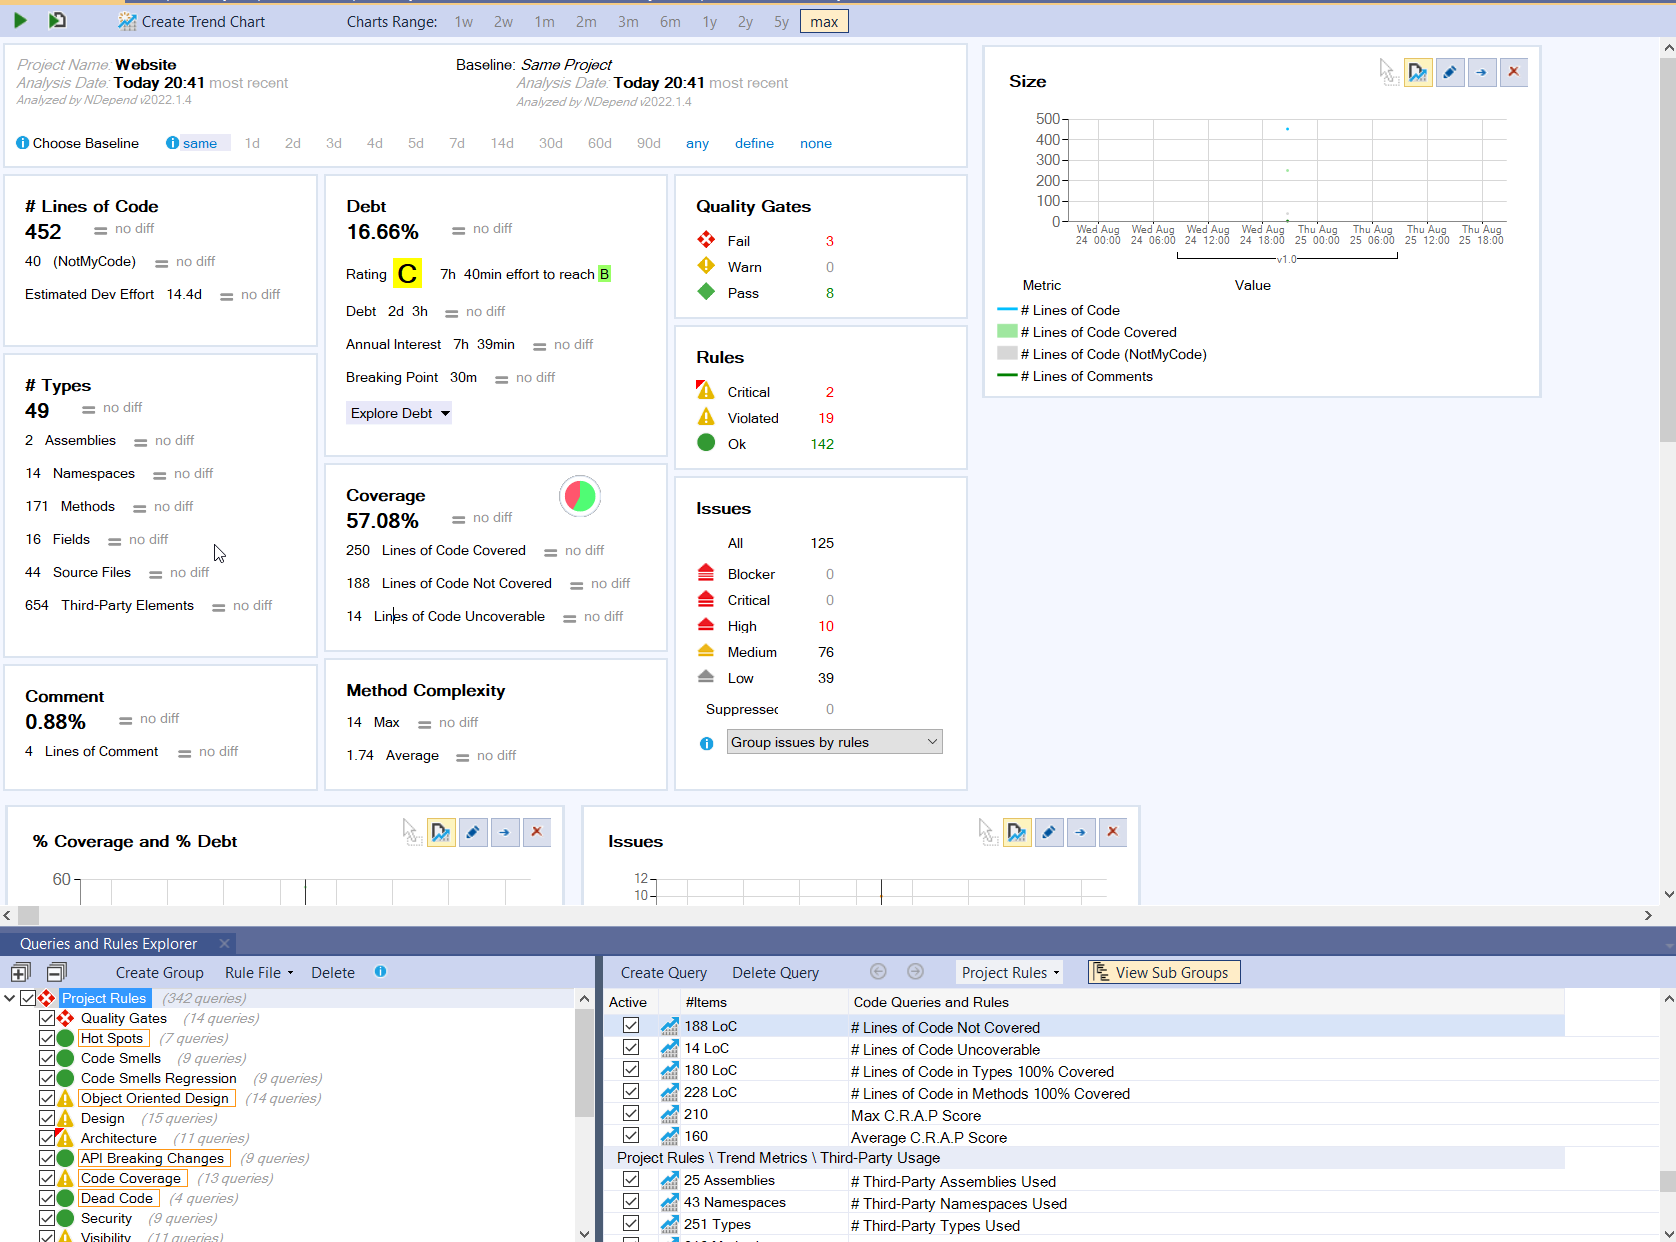 Create Trend Chart Charts Range: 1w 2w 1m 2m 3m 6m 1y 2y 5y max
Project Name: Website
Analysis Date: Today 20:41 most recent
Analyzed by NDepend v2022.1.4
Baseline: Same Project
Analysis Date: Today 20:41 most recent
Analyzed by NDepend v2022.1.4
Choose Baseline same 1d 2d 3d 4d 5d 7d 14d 30d 60d 90d any define none
# Lines of Code
452 no diff
40 (NotMyCode) no diff
Estimated Dev Effort 14.4d no diff
# Types
49 no diff
2 Assemblies no diff
14 Namespaces no diff
171 Methods no diff
16 Fields no diff
44 Source Files no diff
654 Third-Party Elements no diff
Comment
0.88% no diff
4 Lines of Comment no diff
Debt
16.66% no diff
Rating C 7h 40min effort to reach B
Debt 2d 3h no diff
Annual Interest 7h 39min no diff
Breaking Point 30m no diff
Explore Debt
Coverage
57.08% no diff
250 Lines of Code Covered no diff
188 Lines of Code Not Covered no diff
14 Lines of Code Uncoverable no diff
Method Complexity
14 Max no diff
1.74 Average no diff
Quality Gates
Fail 3
Warn 0
Pass 8
Rules
Critical 2
Violated 19
Ok 142
Issues
All 125
Blocker 0
Critical 0
High 10
Medium 76
Low 39
Suppressed 0
Group issues by rules
Size
500
400
300
200
100
0
Wed Aug Wed Aug Wed Aug Wed Aug Thu Aug Thu Aug Thu Aug Thu Aug
24 00:00 24 06:00 24 12:00 24 18:00 25 00:00 25 06:00 25 12:00 25 18:00
v1.0
Metric Value
# Lines of Code
# Lines of Code Covered
# Lines of Code (NotMyCode)
# Lines of Comments
% Coverage and % Debt
60
Issues
12
10
Queries and Rules Explorer
Create Group Rule File Delete
Project Rules (342 queries)
Quality Gates (14 queries)
Hot Spots (7 queries)
Code Smells (9 queries)
Code Smells Regression (9 queries)
Object Oriented Design (14 queries)
Design (15 queries)
Architecture (11 queries)
API Breaking Changes (9 queries)
Code Coverage (13 queries)
Dead Code (4 queries)
Security (9 queries)
Visibility (11 queries)
Create Query Delete Query Project Rules View Sub Groups
Active #Items Code Queries and Rules
188 LoC # Lines of Code Not Covered
14 LoC # Lines of Code Uncoverable
180 LoC # Lines of Code in Types 100% Covered
228 LoC # Lines of Code in Methods 100% Covered
210 Max C.R.A.P Score
160 Average C.R.A.P Score
Project Rules \ Trend Metrics \ Third-Party Usage
25 Assemblies # Third-Party Assemblies Used
43 Namespaces # Third-Party Namespaces Used
251 Types # Third-Party Types Used